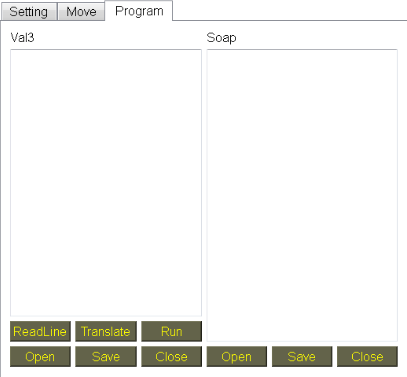 Setting Move Program
Val3 Soap
ReadLine Translate Run
Open Save Close Open Save Close